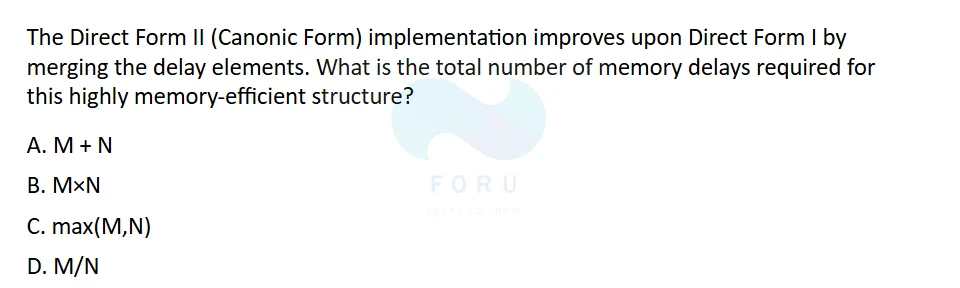 The Direct Form II (Canonic Form) implementation improves upon Direct Form I by
merging the delay elements. What is the total number of memory delays required for
this highly memory-efficient structure?
A. M + N
B. M×N
FORU
C. max(M,N)
D. M/N